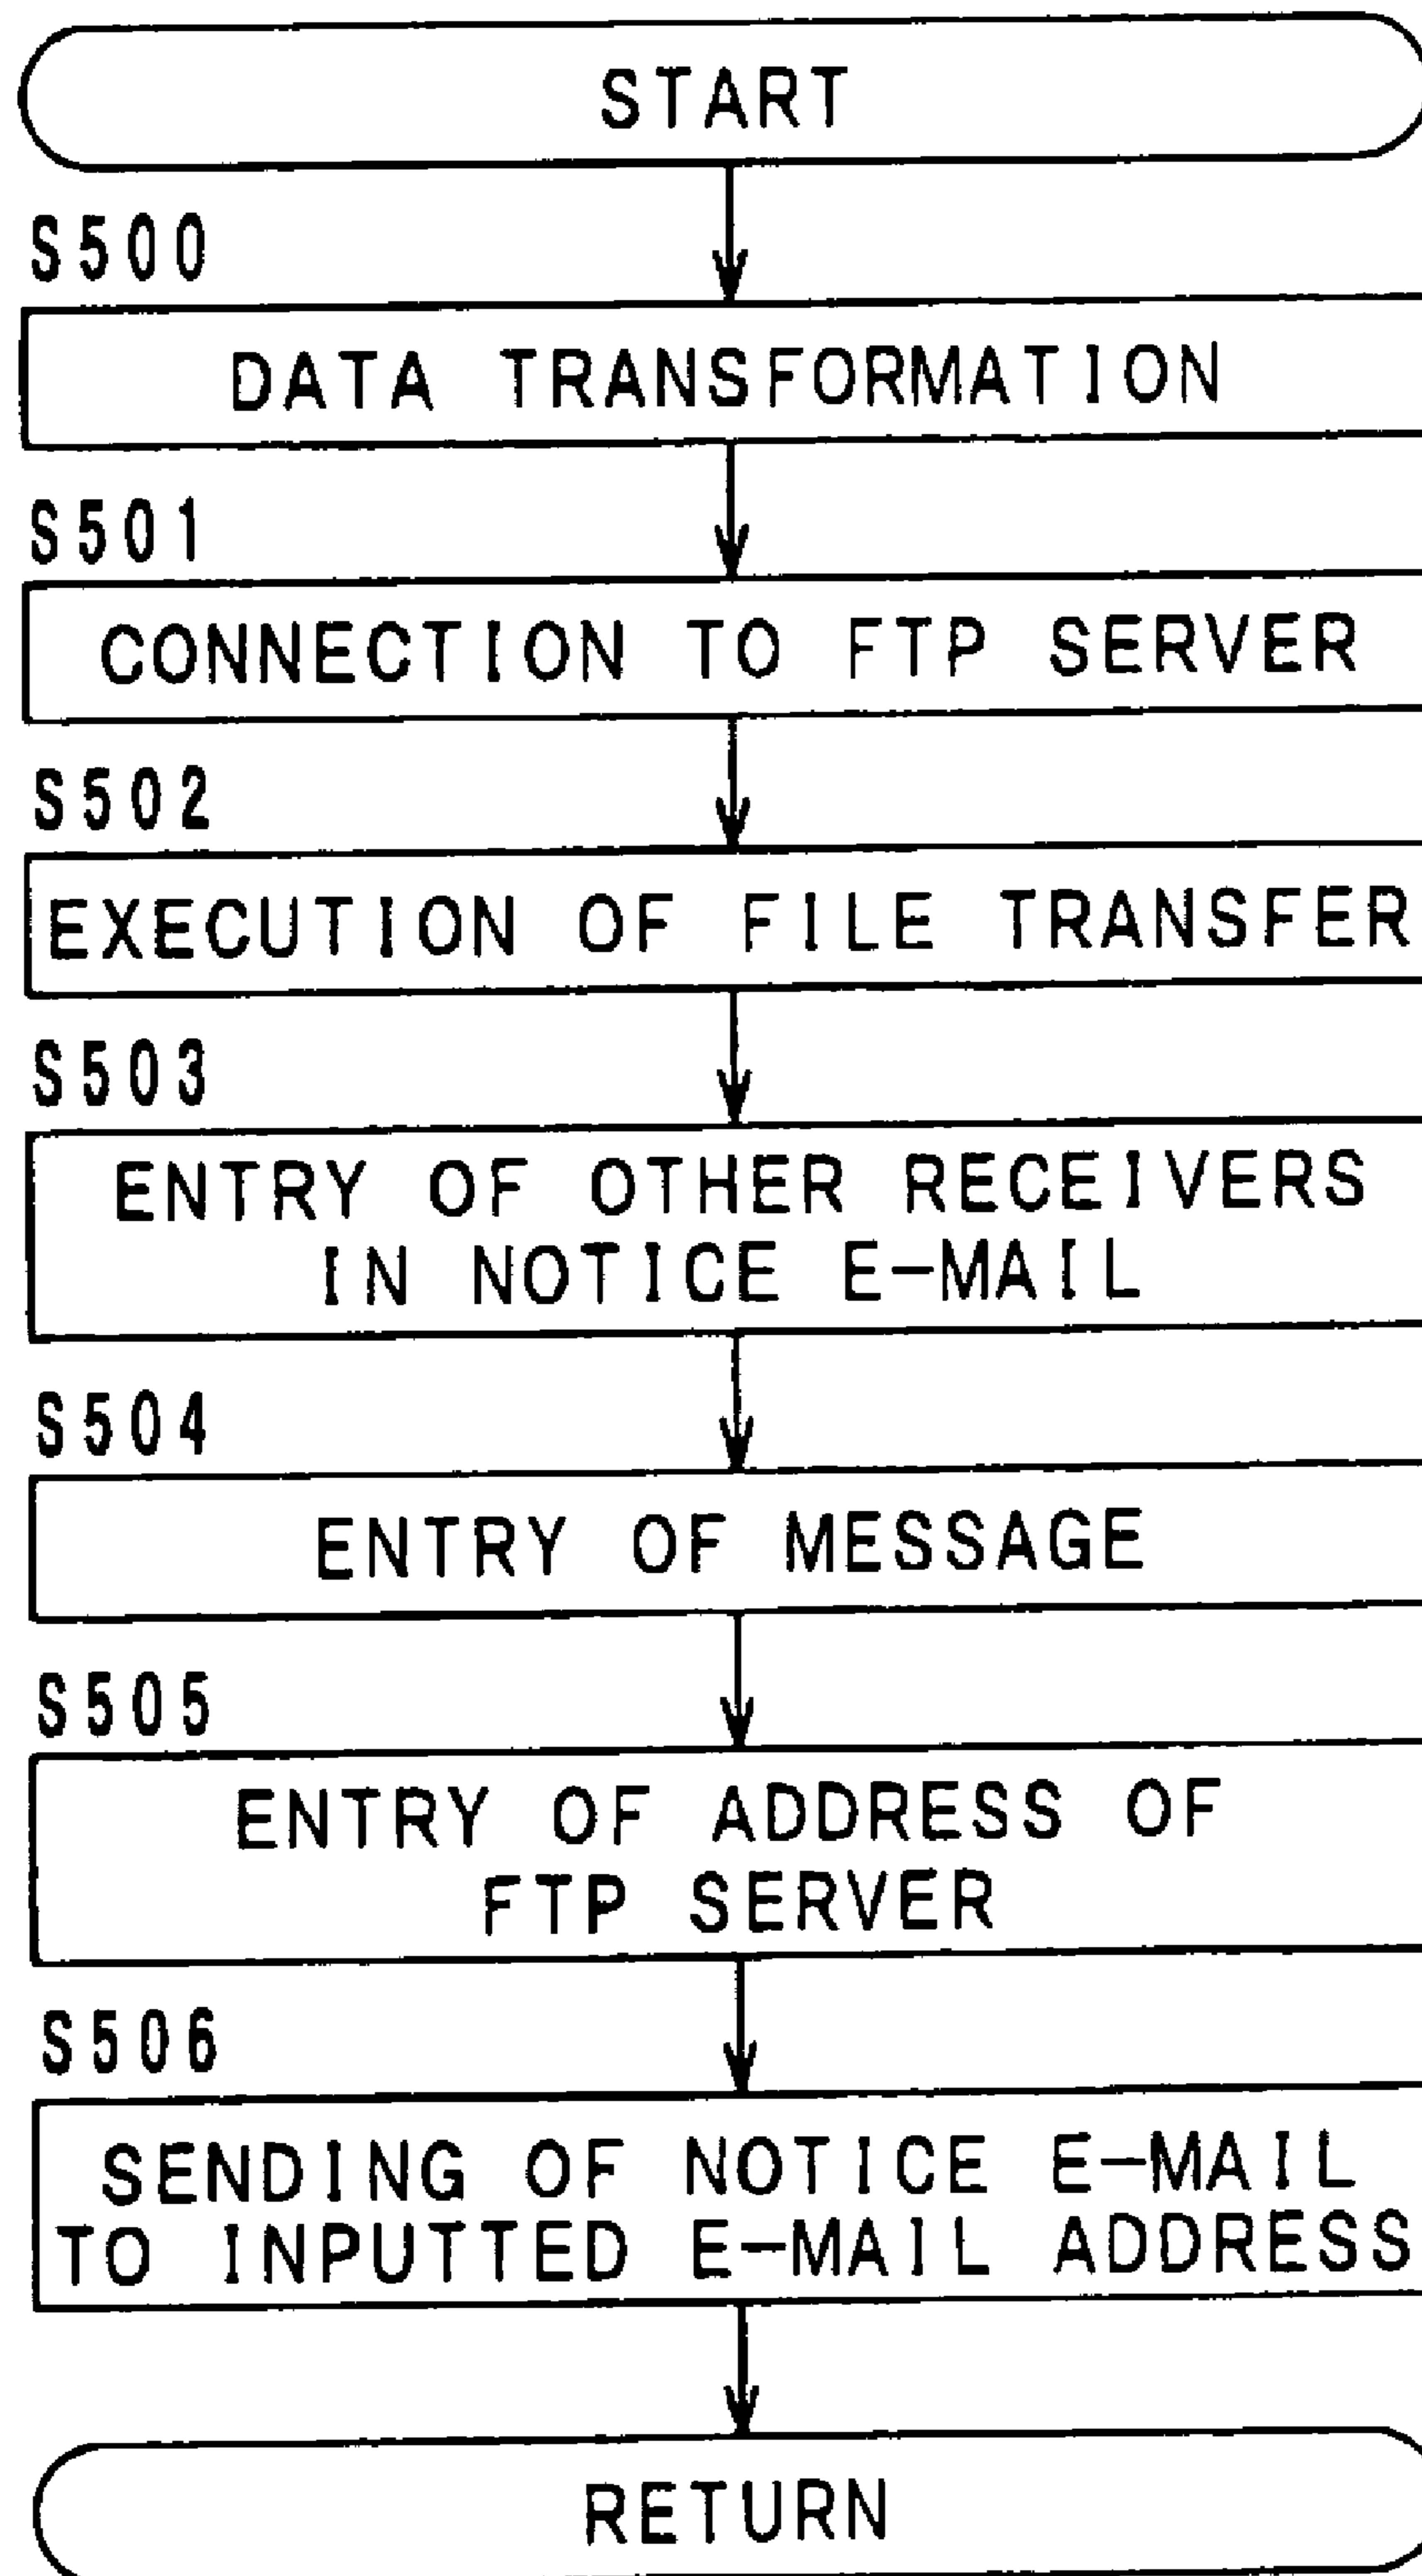 START
S500
DATA TRANSFORMATION
S501
CONNECTION TO FTP SERVER
S502
EXECUTION OF FILE TRANSFER
S503
ENTRY OF OTHER RECEIVERS
IN NOTICE E-MAIL
S504
ENTRY OF MESSAGE
S505
ENTRY OF ADDRESS OF
FTP SERVER
S506
SENDING OF NOTICE E-MAIL
TO INPUTTED E-MAIL ADDRESS
RETURN